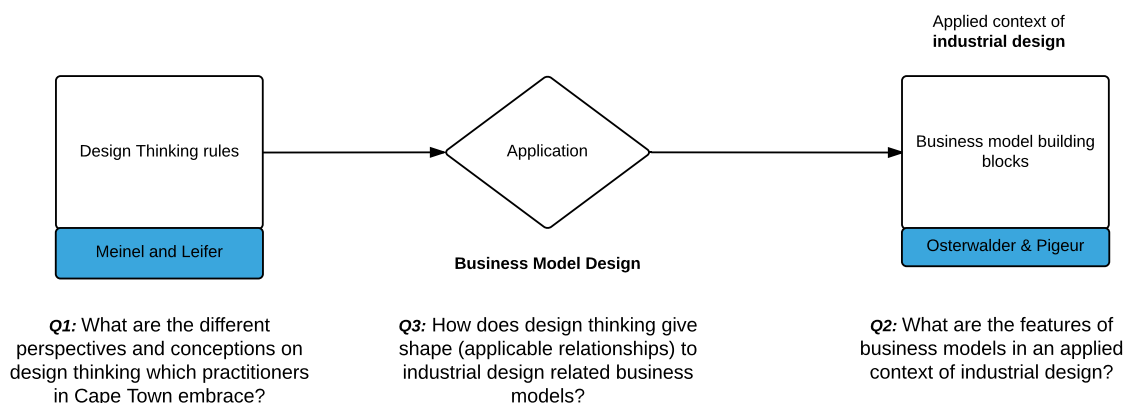 Applied context of
industrial design
Design Thinking rules
Application
Business model building
blocks
Meinel and Leifer
Osterwalder & Pigeur
Business Model Design
Q1: What are the different
perspectives and conceptions on
design thinking which practitioners
in Cape Town embrace?
Q3: How does design thinking give
shape (applicable relationships) to
industrial design related business
models?
Q2: What are the features of
business models in an applied
context of industrial design?